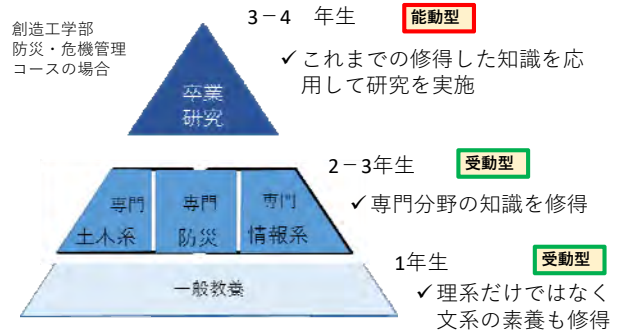 創造工学部
防災・危機管理
コースの場合
3－4 年生 能動型
✓これまでの修得した知識を応
用して研究を実施
卒業
研究
2－3年生 受動型
✓専門分野の知識を修得
専門 専門 専門
土木系 防災 情報系
1年生 受動型
✓理系だけではなく
文系の素養も修得
一般教養